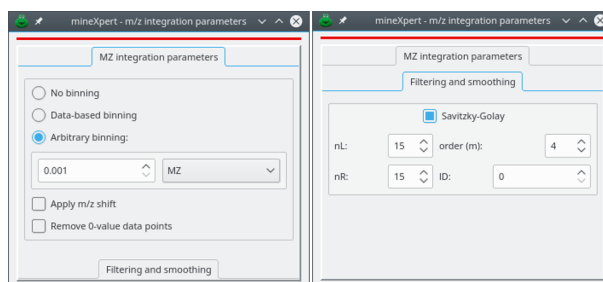 mineXpert - m/z integration parameters
MZ integration parameters
No binning
Data-based binning
Arbitrary binning:
0.001 MZ
Apply m/z shift
Remove 0-value data points
Filtering and smoothing
mineXpert - m/z integration parameters
MZ integration parameters
Filtering and smoothing
Savitzky-Golay
nL: 15 order (m): 4
nR: 15 ID: 0